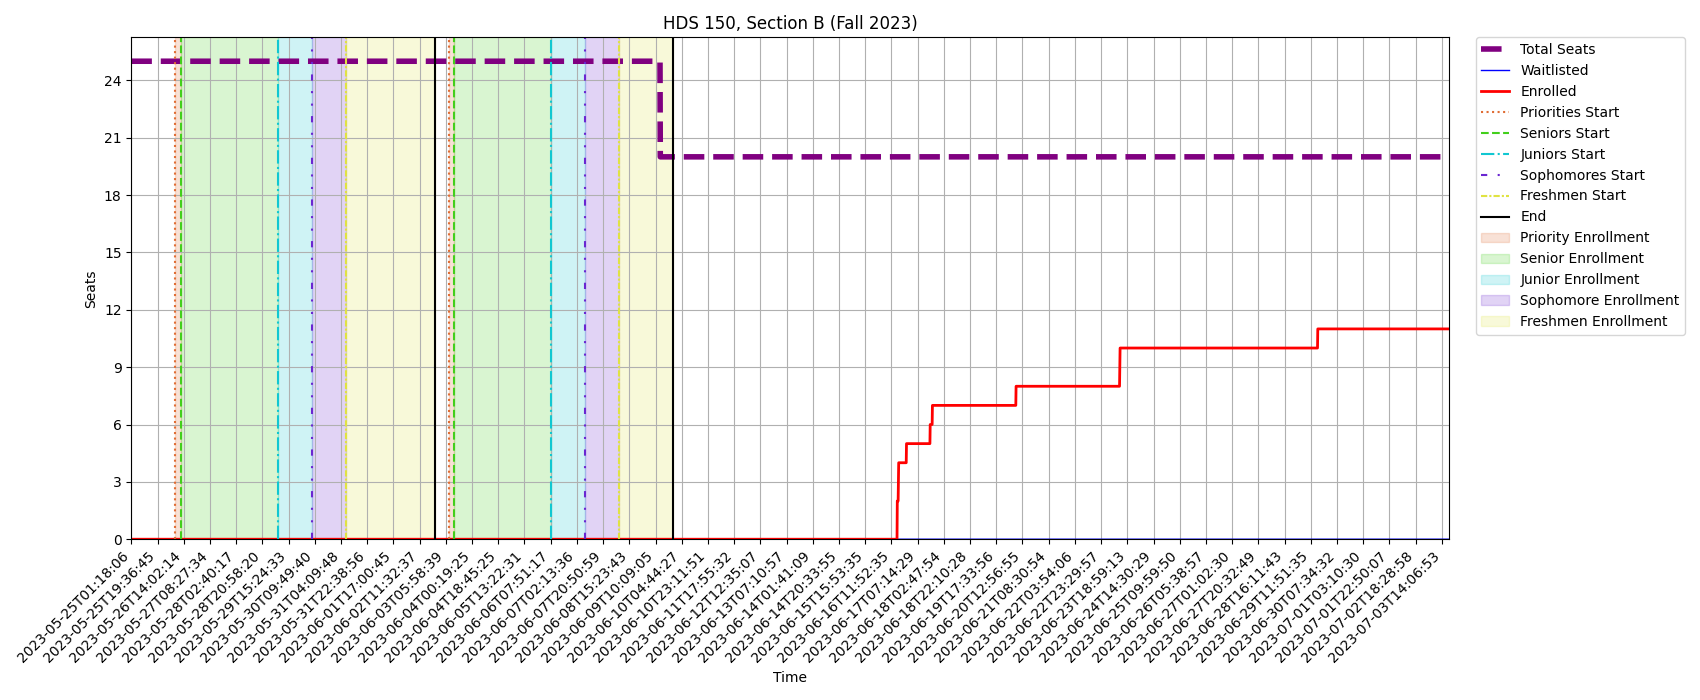 HDS 150, Section B (Fall 2023)
Seats
24
21
18
15
12
9
6
3
0
2023-05-25T01:18:06
2023-05-25T19:36:45
2023-05-26T14:02:14
2023-05-27T08:27:34
2023-05-28T02:40:17
2023-05-28T20:58:20
2023-05-29T15:24:33
2023-05-30T09:49:40
2023-05-31T04:09:48
2023-05-31T22:38:56
2023-06-01T17:00:45
2023-06-02T11:32:37
2023-06-03T05:58:39
2023-06-04T00:19:25
2023-06-04T18:45:25
2023-06-05T13:22:31
2023-06-06T07:51:17
2023-06-07T02:13:36
2023-06-07T20:50:59
2023-06-08T15:23:43
2023-06-09T10:09:05
2023-06-10T04:44:27
2023-06-10T23:11:51
2023-06-11T17:55:32
2023-06-12T12:35:07
2023-06-13T07:10:57
2023-06-14T01:41:09
2023-06-14T20:33:55
2023-06-15T15:53:35
2023-06-16T11:52:35
2023-06-17T07:14:29
2023-06-18T02:47:54
2023-06-18T22:10:28
2023-06-19T17:33:56
2023-06-20T12:56:55
2023-06-21T08:30:54
2023-06-22T03:54:06
2023-06-22T23:29:57
2023-06-23T18:59:13
2023-06-24T14:30:29
2023-06-25T09:59:50
2023-06-26T05:38:57
2023-06-27T01:02:30
2023-06-27T20:32:49
2023-06-28T16:11:43
2023-06-29T11:51:35
2023-06-30T07:34:32
2023-07-01T03:10:30
2023-07-01T22:50:07
2023-07-02T18:28:58
2023-07-03T14:06:53
Time
Total Seats
Waitlisted
Enrolled
Priorities Start
Seniors Start
Juniors Start
Sophomores Start
Freshmen Start
End
Priority Enrollment
Senior Enrollment
Junior Enrollment
Sophomore Enrollment
Freshmen Enrollment